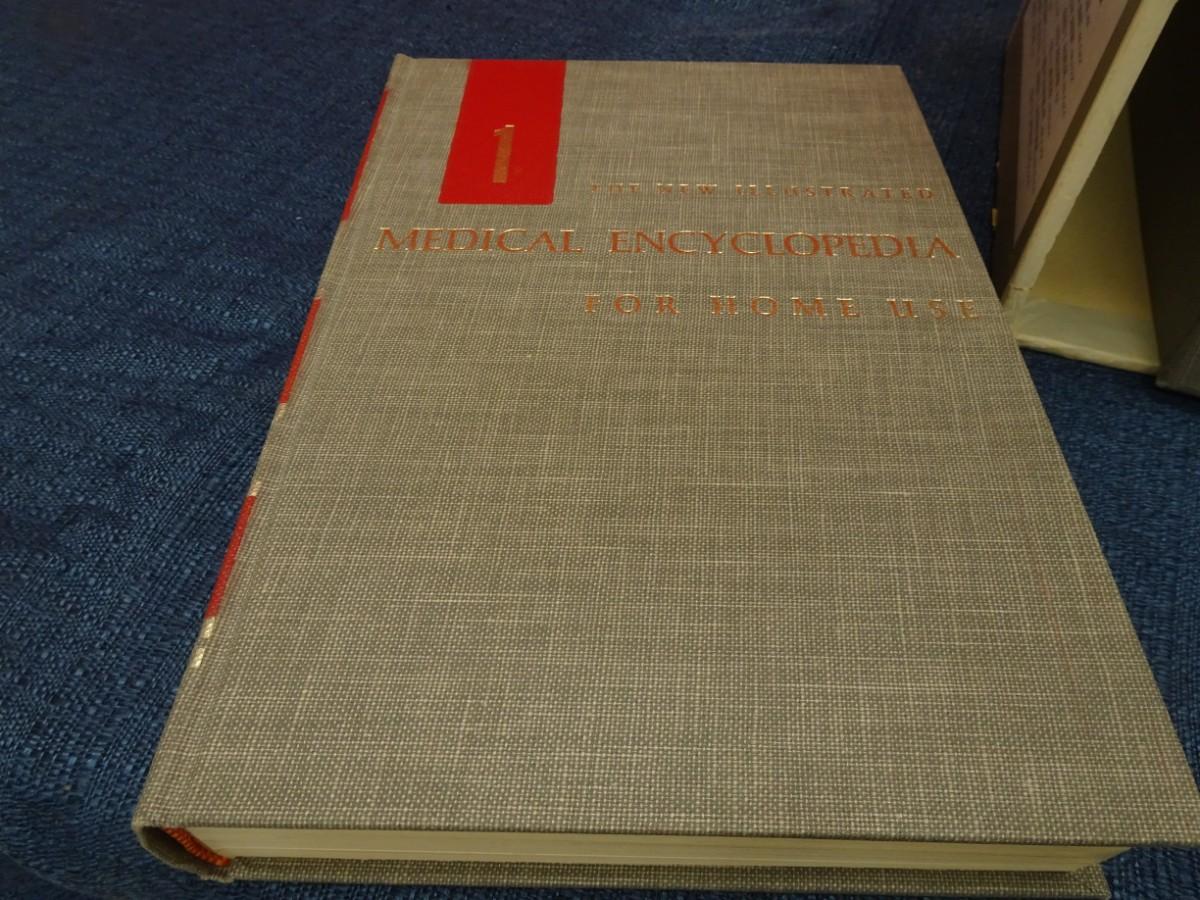 1
THE NEW ILLUSTRATED
MEDICAL ENCYCLOPEDIA
FOR HOME USE